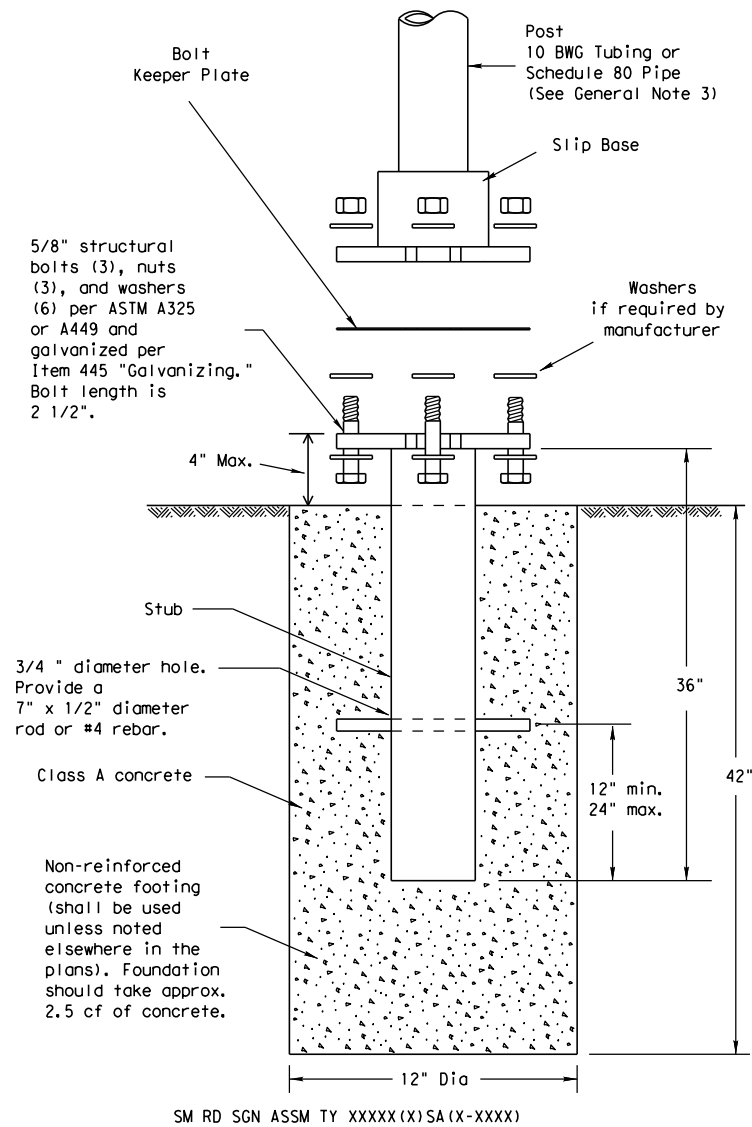 Bolt
Keeper Plate
Post
10 BWG Tubing or
Schedule 80 Pipe
(See General Note 3)
Slip Base
5/8" structural
bolts (3), nuts
(3), and washers
(6) per ASTM A325
or A449 and
galvanized per
Item 445 "Galvanizing."
Bolt length is
2 1/2".
Washers
if required by
manufacturer
4" Max.
Stub
3/4 " diameter hole.
Provide a
7" x 1/2" diameter
rod or #4 rebar.
36"
12" min.
24" max.
42"
Class A concrete
Non-reinforced
concrete footing
(shall be used
unless noted
elsewhere in the
plans). Foundation
should take approx.
2.5 cf of concrete.
12" Dia
SM RD SGN ASSM TY XXXXX(X)SA(X-XXXX)